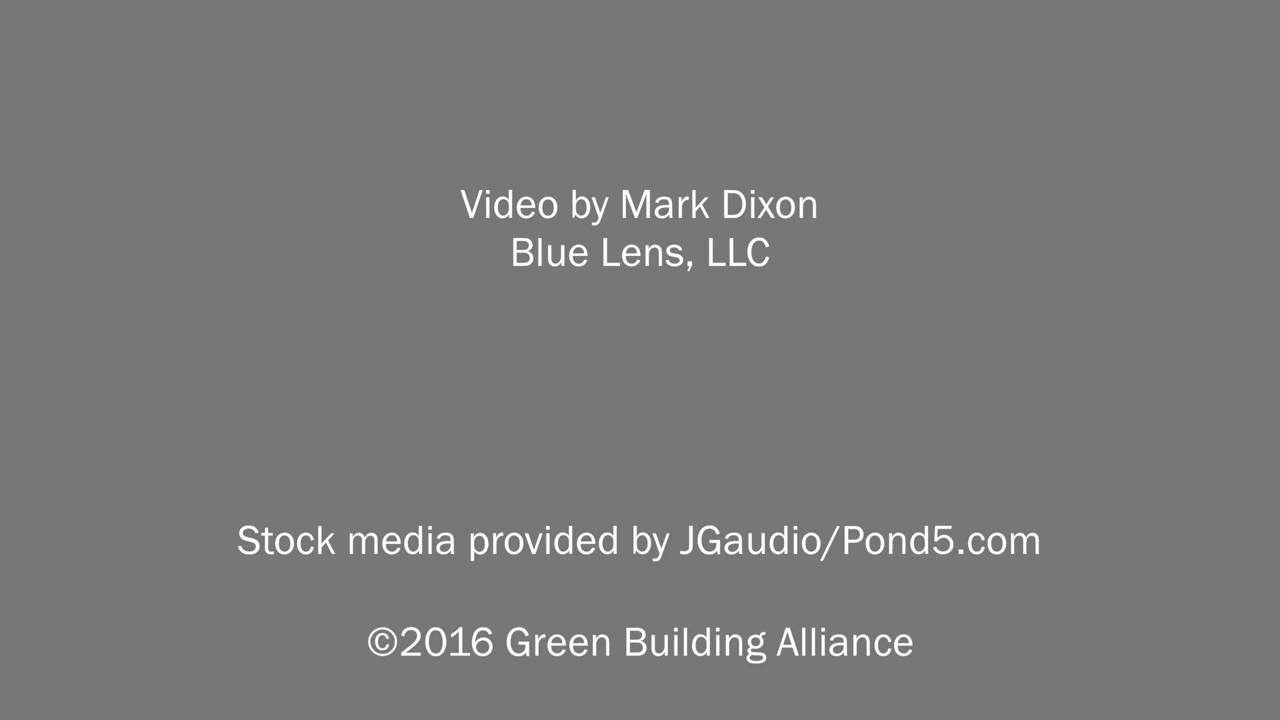 Video by Mark Dixon
Blue Lens, LLC
Stock media provided by JGaudio/Pond5.com
©2016 Green Building Alliance